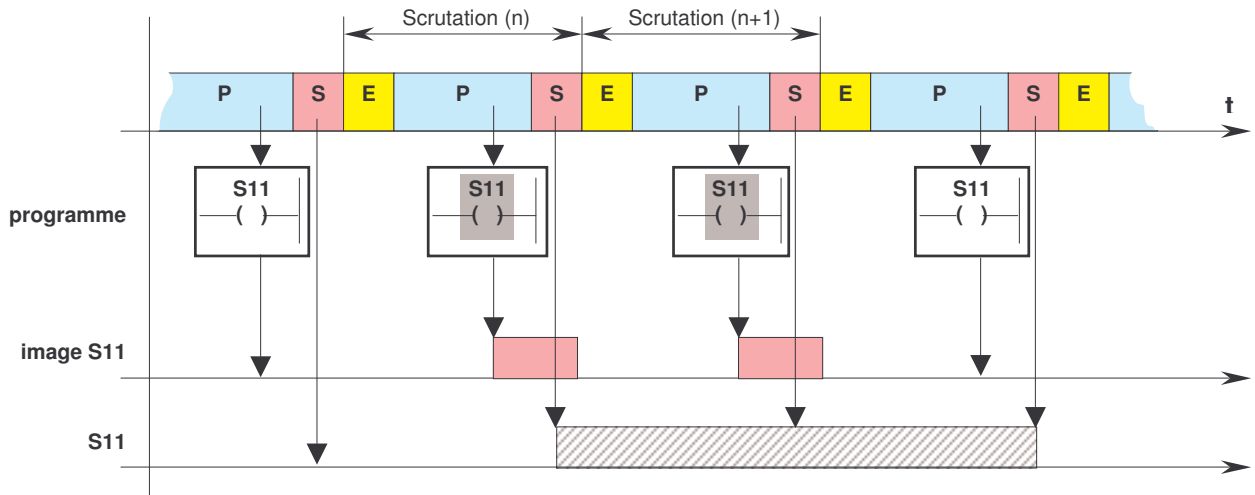 Scrutation (n) Scrutation (n+1)
P S E P S E P S E P S E
t
programme
S11 S11 S11 S11
( ) ( ) ( ) ( )
image S11
S11